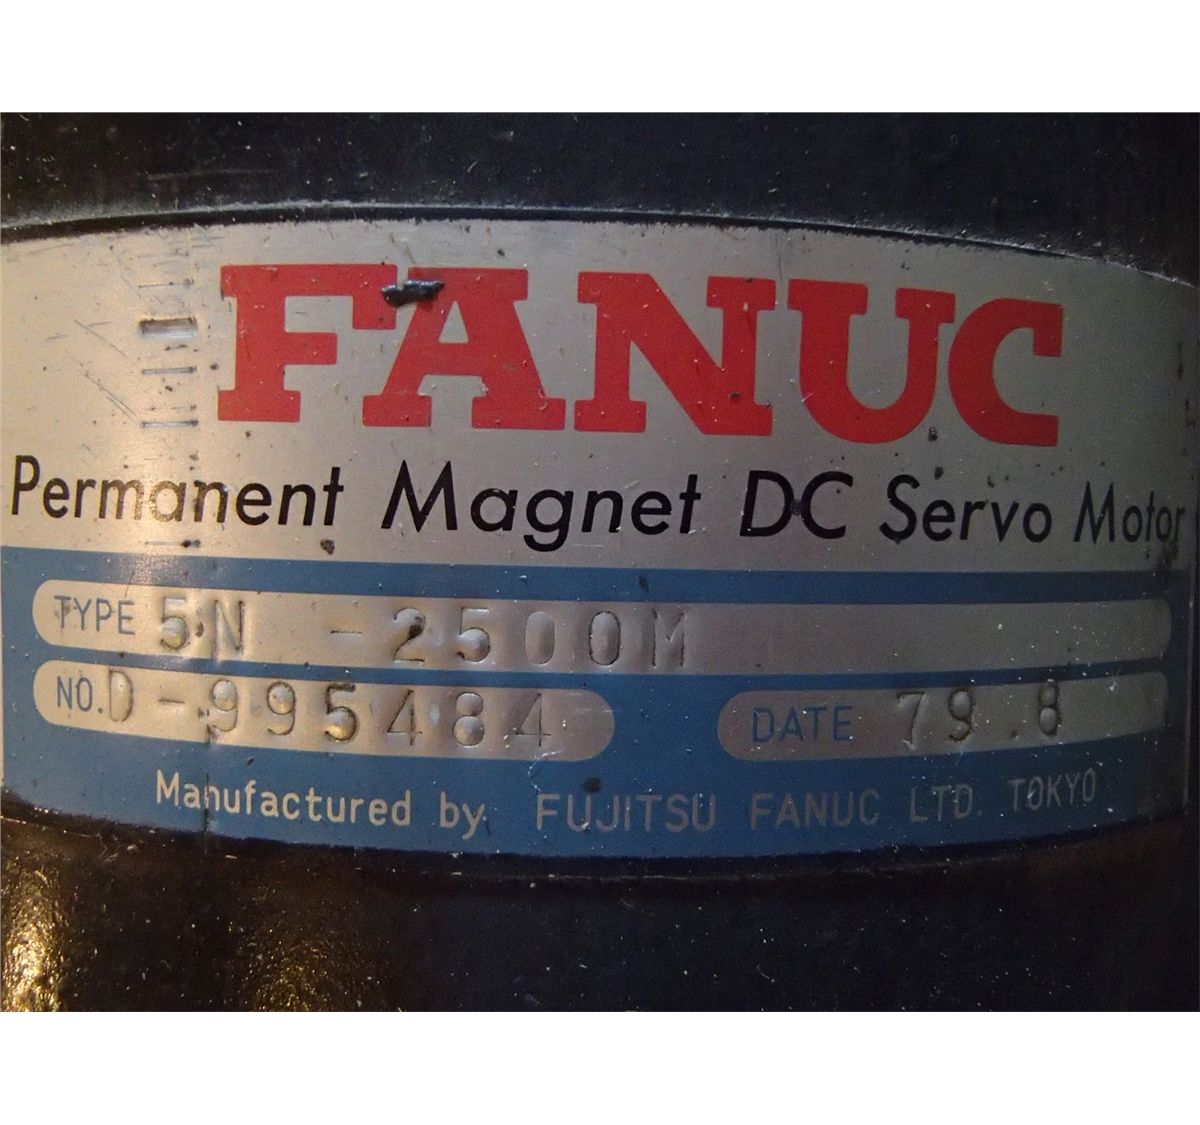 FANUC
Permanent Magnet DC Servo Motor
TYPE 5N -2500M
NO. D-995484 DATE 79.8
Manufactured by FUJITSU FANUC LTD. TOKYO